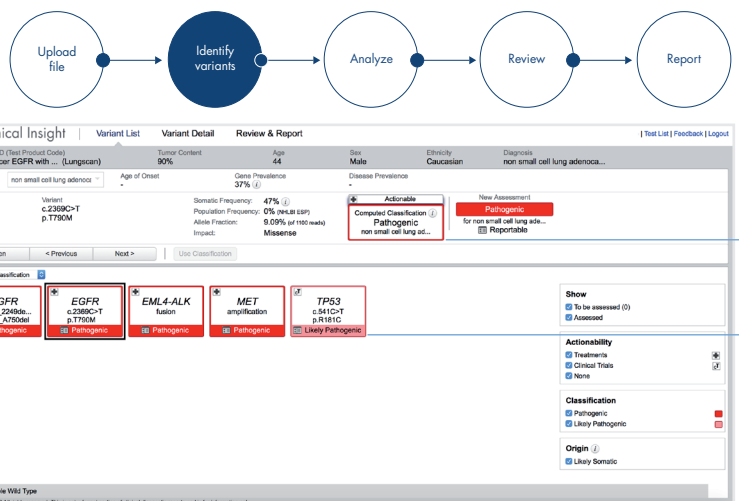 Upload
file
Identify
variants
Analyze
Review
Report
nical Insight | Variant List Variant Detail Review & Report | Test List | Feedback | Logout
D (Test Product Code) Tumor Content Age Sex Ethnicity Diagnosis
cer EGFR with ... (Lungscan) 90% 44 Male Caucasian non small cell lung adenoca...
non small cell lung adenoca
Age of Onset
-
Gene Prevalence
37% (i)
Disease Prevalence
-
Variant
c.2369C>T
p.T790M
Somatic Frequency: 47% (i)
Population Frequency: 0% (NHLBI ESP)
Allele Fraction: 9.09% (of 1100 reads)
Impact: Missense
Actionable
Computed Classification (i)
Pathogenic
non small cell lung ad...
New Assessment
Pathogenic
for non small cell lung ade...
Reportable
< Previous Next > Use Classification
lassification
GFR
_2249de...
_A750del
thogenic
EGFR
c.2369C>T
p.T790M
Pathogenic
EML4-ALK
fusion
Pathogenic
MET
amplification
Pathogenic
TP53
c.541C>T
p.R181C
Likely Pathogenic
Show
To be assessed (0)
Assessed
Actionability
Treatments
Clinical Trials
None
Classification
Pathogenic
Likely Pathogenic
Origin (i)
Likely Somatic
le Wild Type